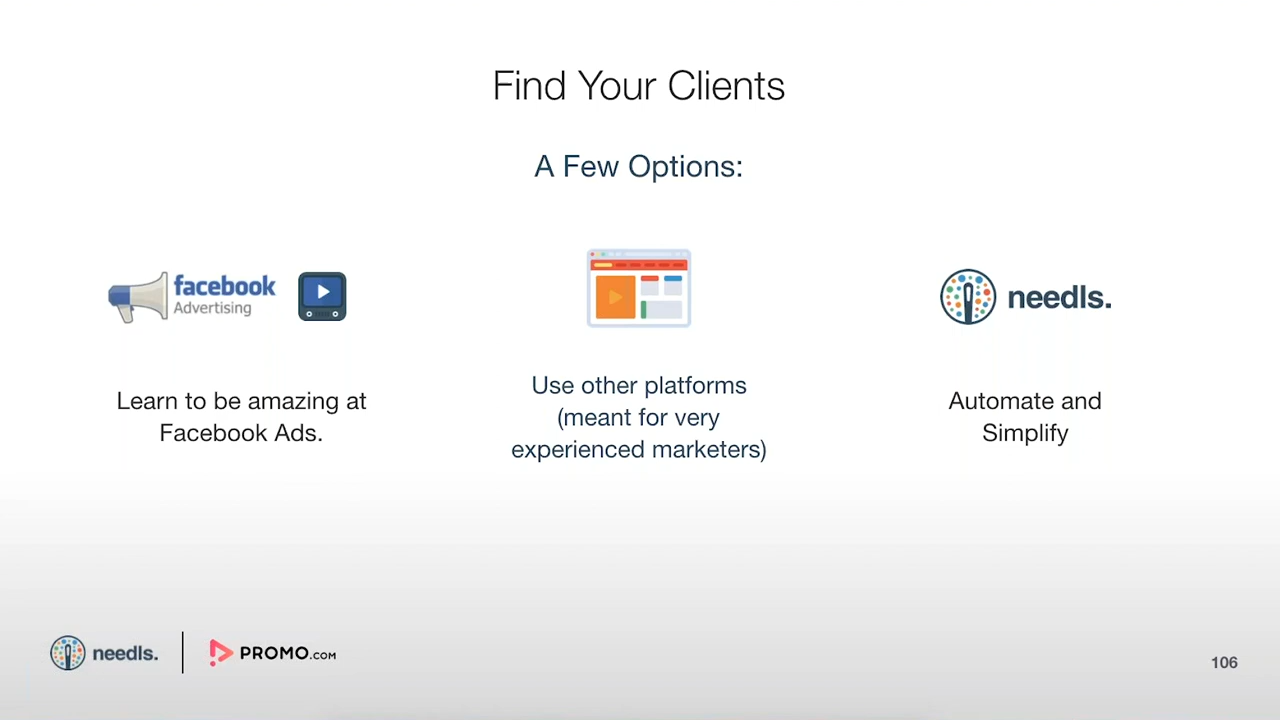 Find Your Clients
A Few Options:
facebook
Advertising
needls.
Learn to be amazing at
Facebook Ads.
Use other platforms
(meant for very
experienced marketers)
Automate and
Simplify
needls.
PROMO.COM
106